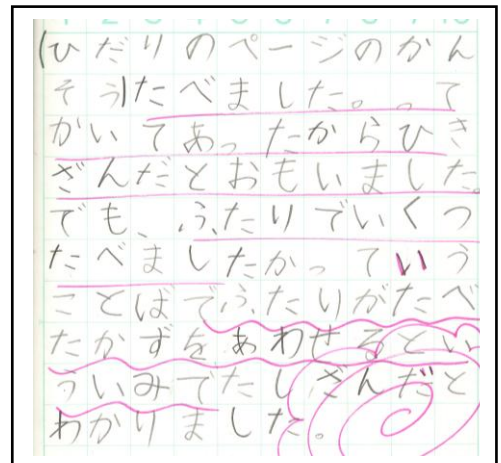 (ひだりのページのかん
そう)たべました。って
かいてあったからひき
ざんだとおもいました。
でも、ふたりでいくつ
たべましたかっていう
ことばでふたりがたべ
たかずをあわせるとい
ういみでたしざんだと
わかりました。